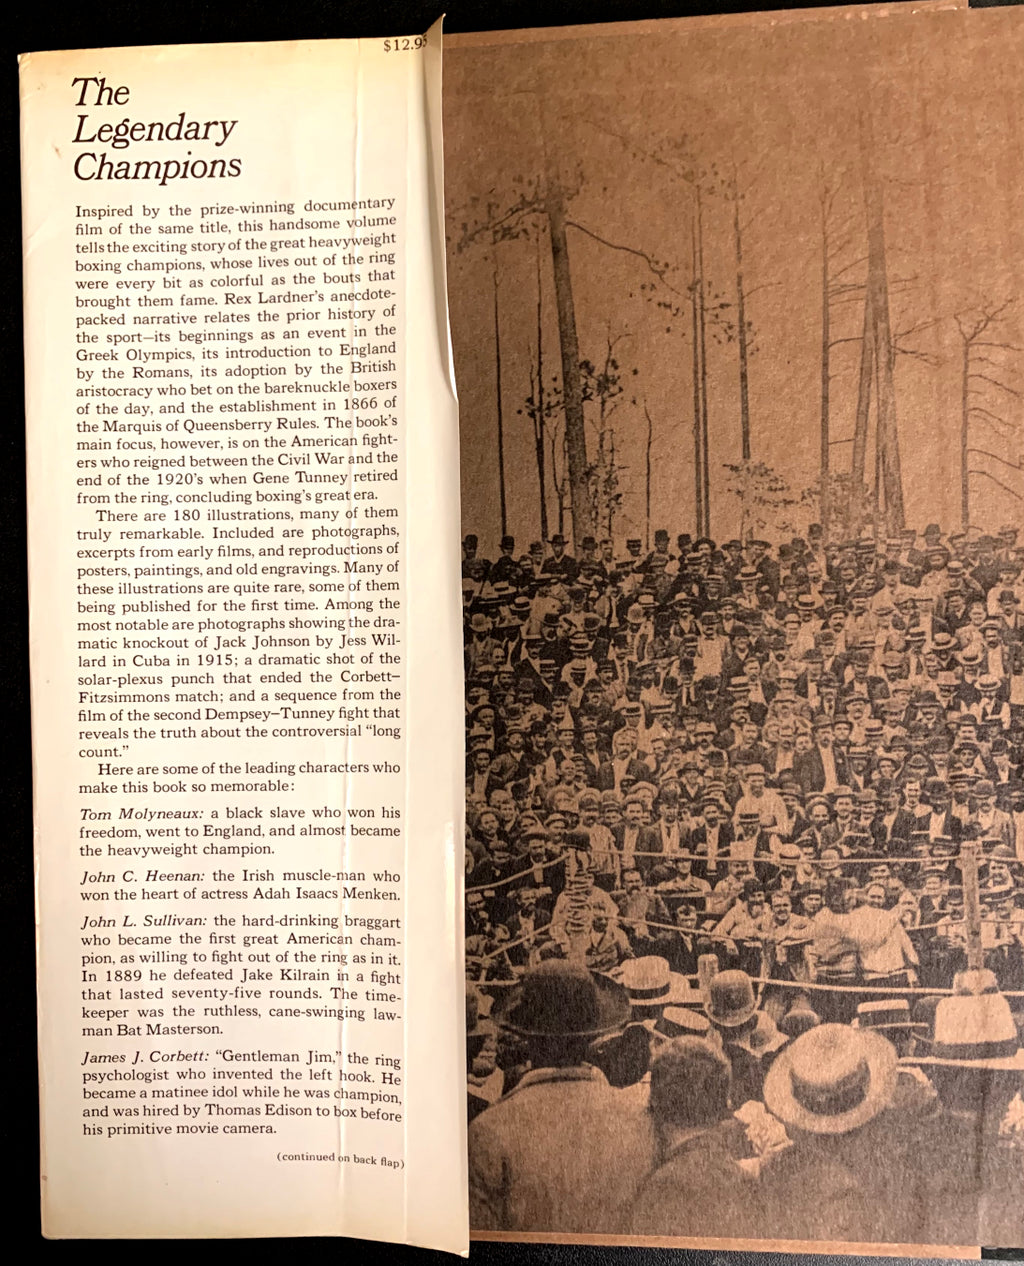 $12.95
The
Legendary
Champions
Inspired by the prize-winning documentary
film of the same title, this handsome volume
tells the exciting story of the great heavyweight
boxing champions, whose lives out of the ring
were every bit as colorful as the bouts that
brought them fame. Rex Lardner's anecdote-
packed narrative relates the prior history of
the sport—its beginnings as an event in the
Greek Olympics, its introduction to England
by the Romans, its adoption by the British
aristocracy who bet on the bareknuckle boxers
of the day, and the establishment in 1866 of
the Marquis of Queensberry Rules. The book's
main focus, however, is on the American fight-
ers who reigned between the Civil War and the
end of the 1920's when Gene Tunney retired
from the ring, concluding boxing's great era.
There are 180 illustrations, many of them
truly remarkable. Included are photographs,
excerpts from early films, and reproductions of
posters, paintings, and old engravings. Many of
these illustrations are quite rare, some of them
being published for the first time. Among the
most notable are photographs showing the dra-
matic knockout of Jack Johnson by Jess Wil-
lard in Cuba in 1915; a dramatic shot of the
solar-plexus punch that ended the Corbett—
Fitzsimmons match; and a sequence from the
film of the second Dempsey—Tunney fight that
reveals the truth about the controversial "long
count."
Here are some of the leading characters who
make this book so memorable:
Tom Molyneaux: a black slave who won his
freedom, went to England, and almost became
the heavyweight champion.
John C. Heenan: the Irish muscle-man who
won the heart of actress Adah Isaacs Menken.
John L. Sullivan: the hard-drinking braggart
who became the first great American cham-
pion, as willing to fight out of the ring as in it.
In 1889 he defeated Jake Kilrain in a fight
that lasted seventy-five rounds. The time-
keeper was the ruthless, cane-swinging law-
man Bat Masterson.
James J. Corbett: "Gentleman Jim," the ring
psychologist who invented the left hook. He
became a matinee idol while he was champion,
and was hired by Thomas Edison to box before
his primitive movie camera.
(continued on back flap)